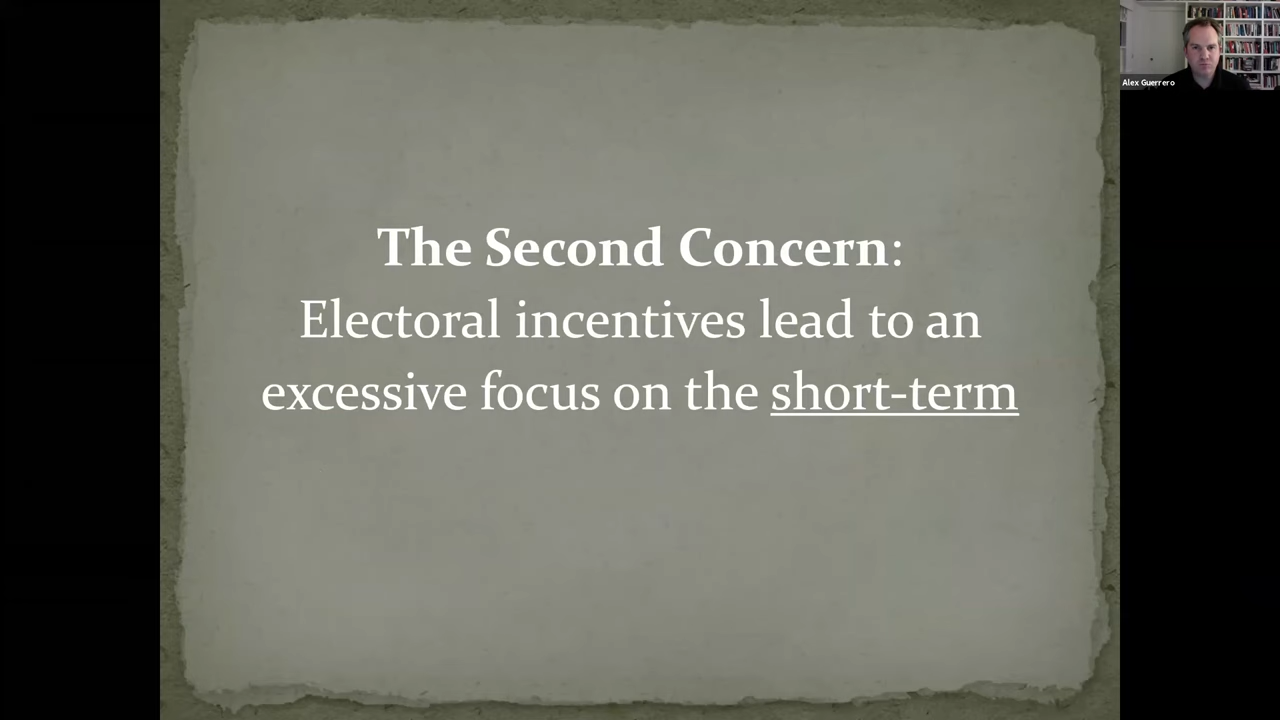 Alex Guerrero
The Second Concern:
Electoral incentives lead to an
excessive focus on the short-term